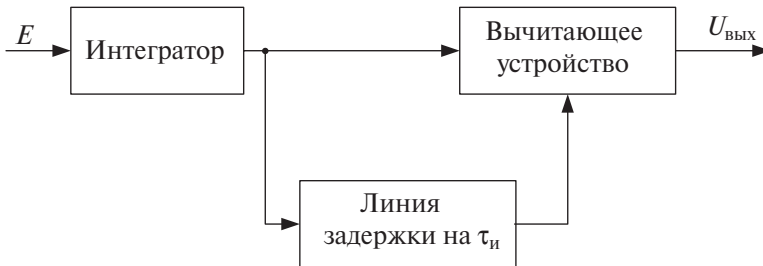 E
Интегратор
Вычитающее
устройство
Uвых
Линия
задержки на τи